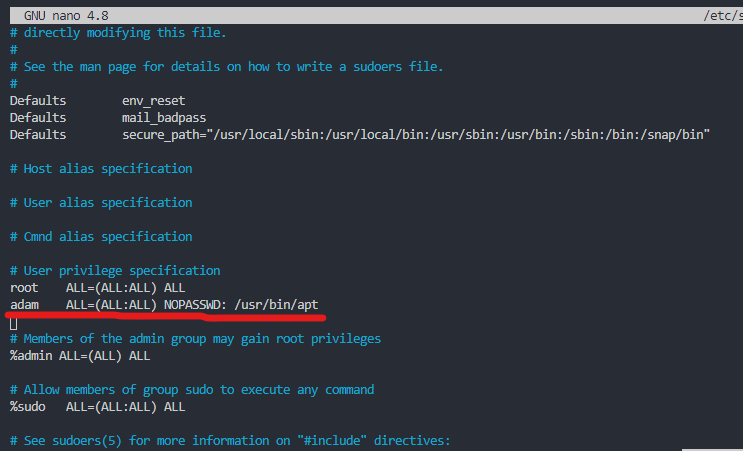 GNU nano 4.8 /etc/s
# directly modifying this file.
#
# See the man page for details on how to write a sudoers file.
#
Defaults env_reset
Defaults mail_badpass
Defaults secure_path="/usr/local/sbin:/usr/local/bin:/usr/sbin:/usr/bin:/sbin:/bin:/snap/bin"
# Host alias specification
# User alias specification
# Cmnd alias specification
# User privilege specification
root ALL=(ALL:ALL) ALL
adam ALL=(ALL:ALL) NOPASSWD: /usr/bin/apt
# Members of the admin group may gain root privileges
%admin ALL=(ALL) ALL
# Allow members of group sudo to execute any command
%sudo ALL=(ALL:ALL) ALL
# See sudoers(5) for more information on "#include" directives: